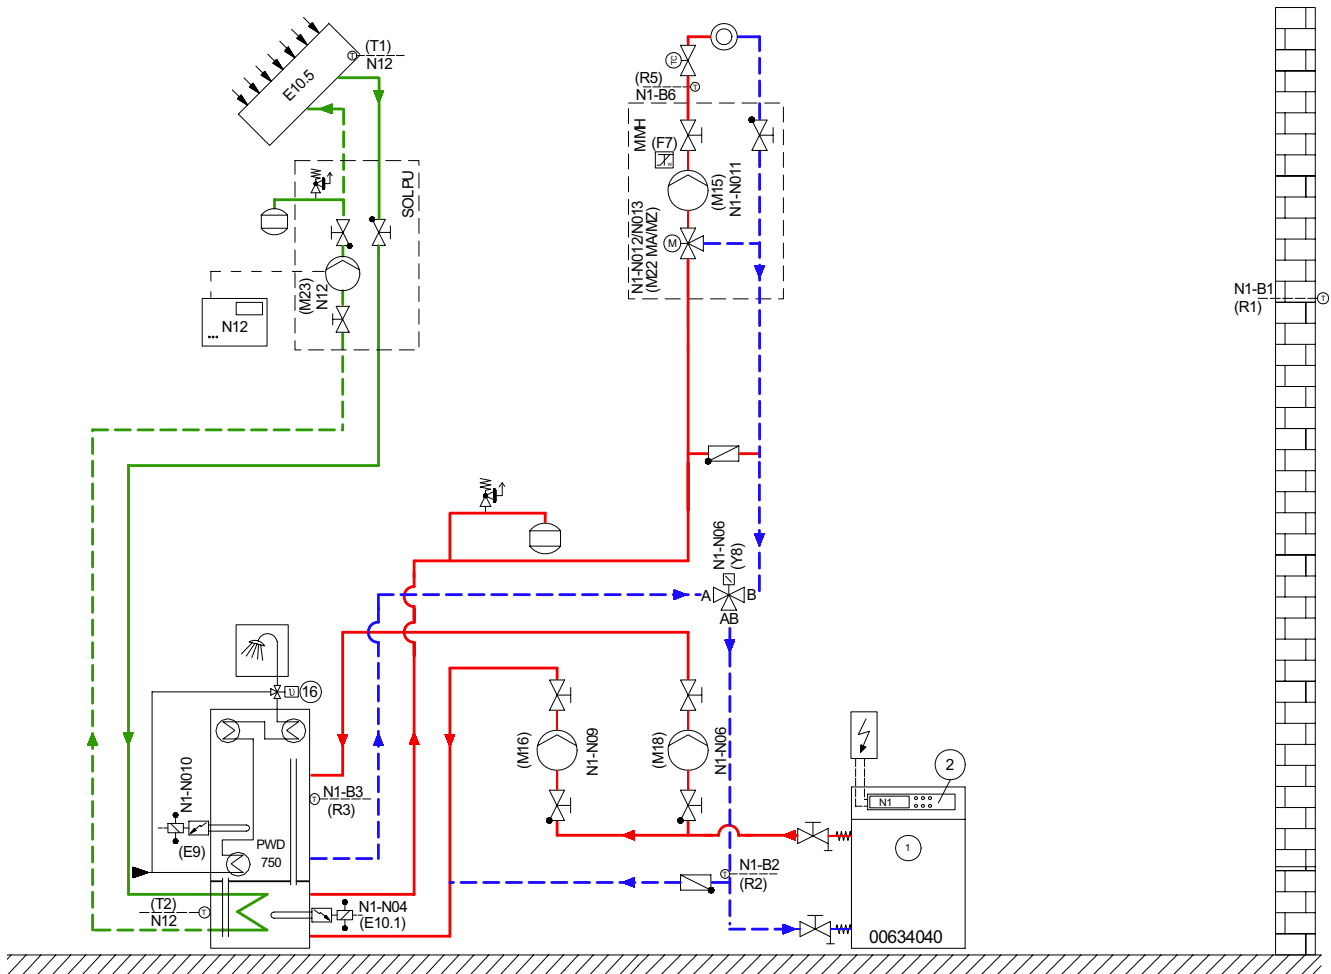 (T1)
N12
E10.5
SOLPU
(M23)
N12
N12
(R5)
N1-B6
TC
MMH
(F7)
(M15)
N1-N011
N1-N012/N013
(M22 MA/MZ)
M
N1-B1
(R1)
T
N1-N06
(Y8)
A
B
AB
16
N1-N010
(E9)
N1-B3
(R3)
PWD
750
(T2)
N12
N1-N04
(E10.1)
(M16)
N1-N09
(M18)
N1-N06
N1-B2
(R2)
2
N1
1
00634040